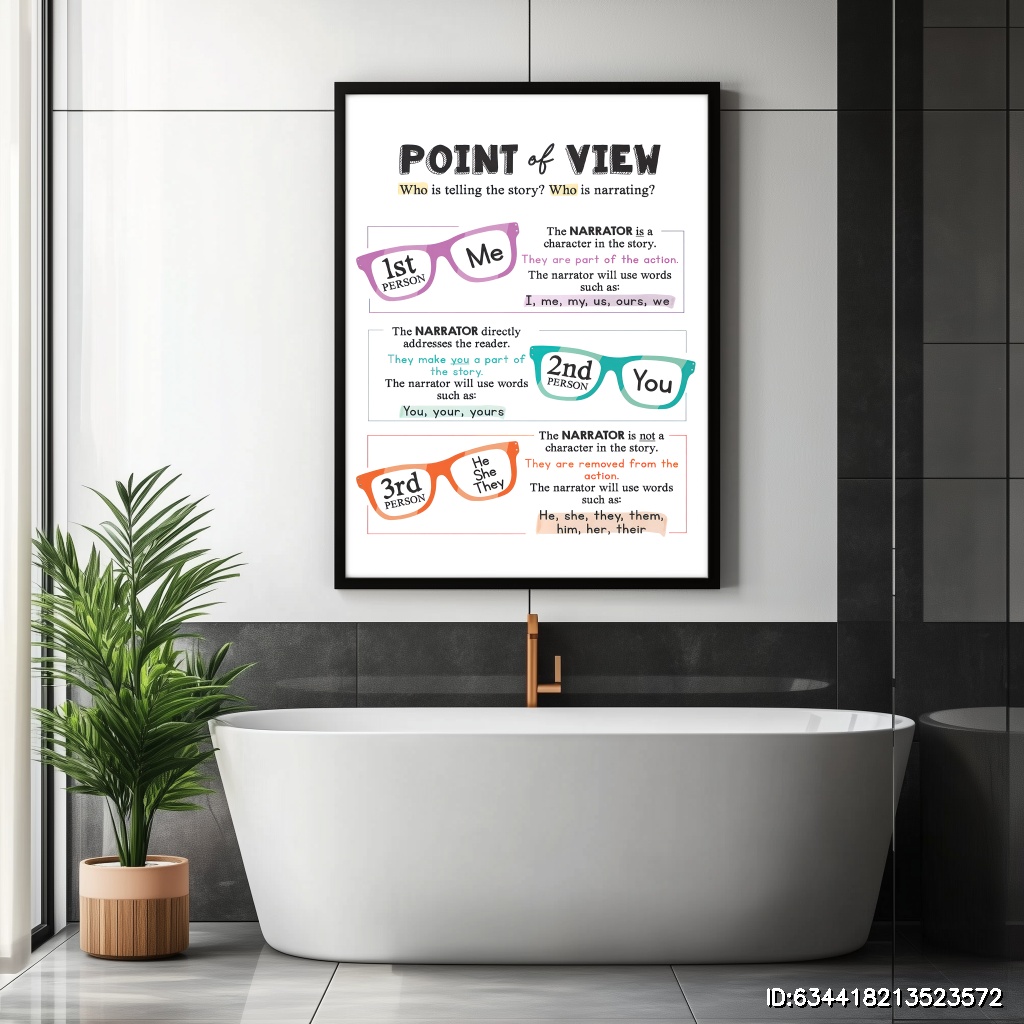 POINT of VIEW
Who is telling the story? Who is narrating?
1st
PERSON
Me
The NARRATOR is a
character in the story.
They are part of the action.
The narrator will use words
such as:
I, me, my, us, ours, we
The NARRATOR directly
addresses the reader.
They make you a part of
the story.
The narrator will use words
such as:
You, your, yours
2nd
PERSON
You
3rd
PERSON
He
She
They
The NARRATOR is not a
character in the story.
They are removed from the
action.
The narrator will use words
such as:
He, she, they, them,
him, her, their
ID:634418213523572